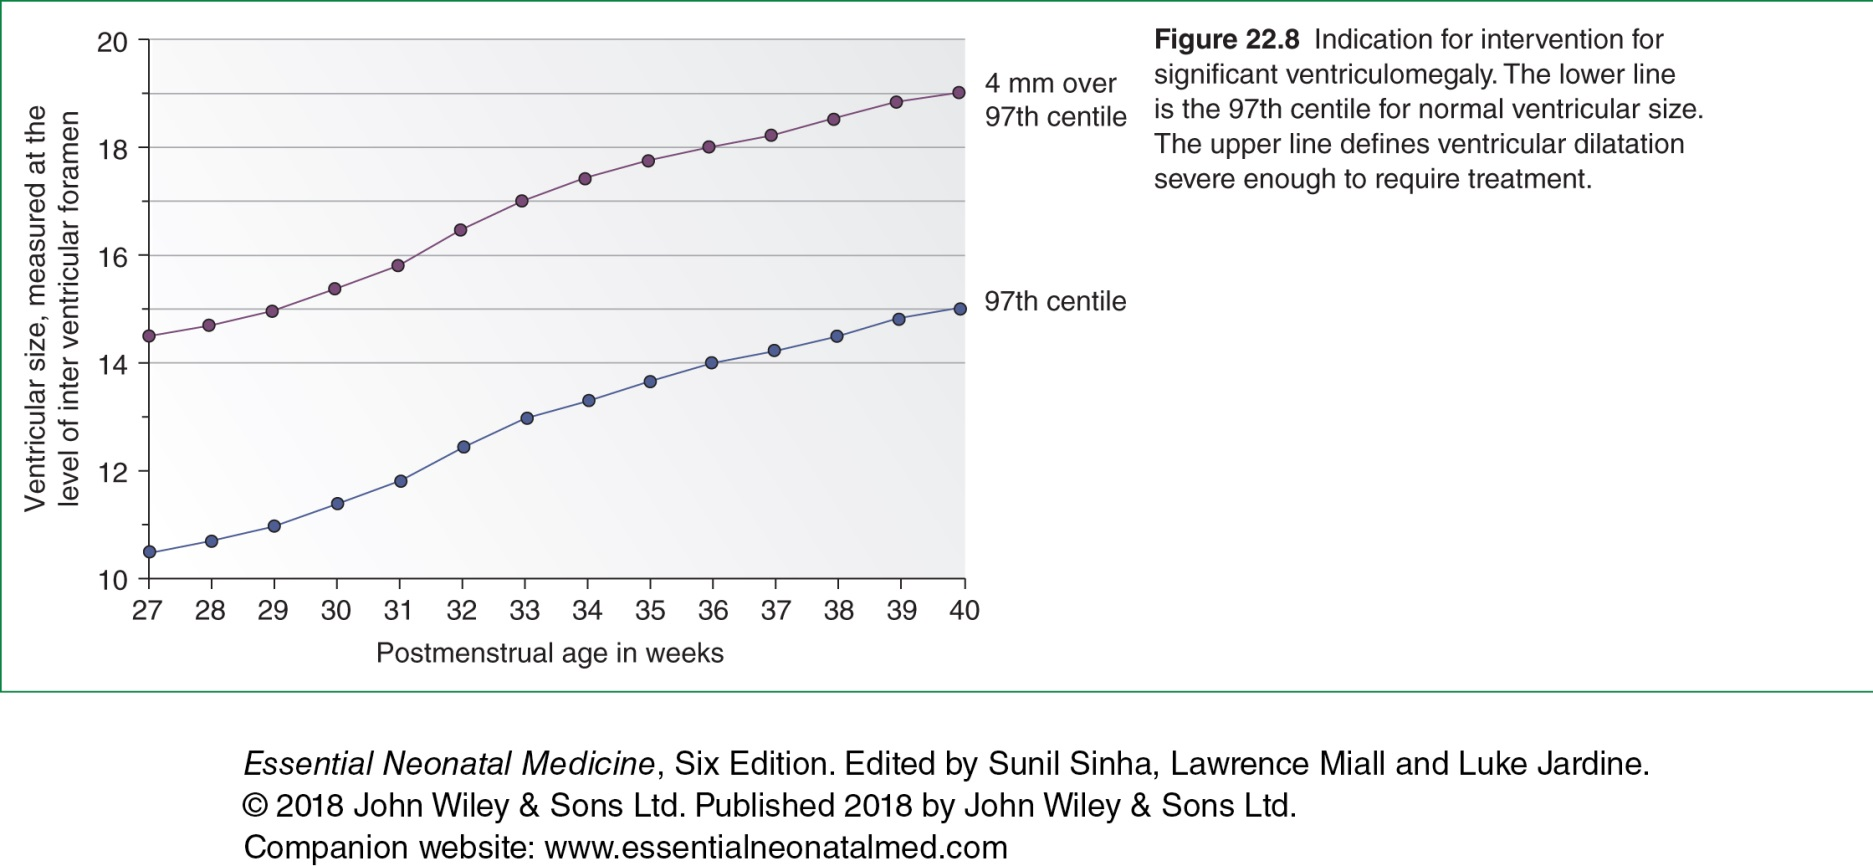 Ventricular size, measured at the
level of inter ventricular foramen
20
18
16
14
12
10
27 28 29 30 31 32 33 34 35 36 37 38 39 40
Postmenstrual age in weeks
4 mm over
97th centile
97th centile
Figure 22.8 Indication for intervention for
significant ventriculomegaly. The lower line
is the 97th centile for normal ventricular size.
The upper line defines ventricular dilatation
severe enough to require treatment.
Essential Neonatal Medicine, Six Edition. Edited by Sunil Sinha, Lawrence Miall and Luke Jardine.
© 2018 John Wiley & Sons Ltd. Published 2018 by John Wiley & Sons Ltd.
Companion website: www.essentialneonatalmed.com